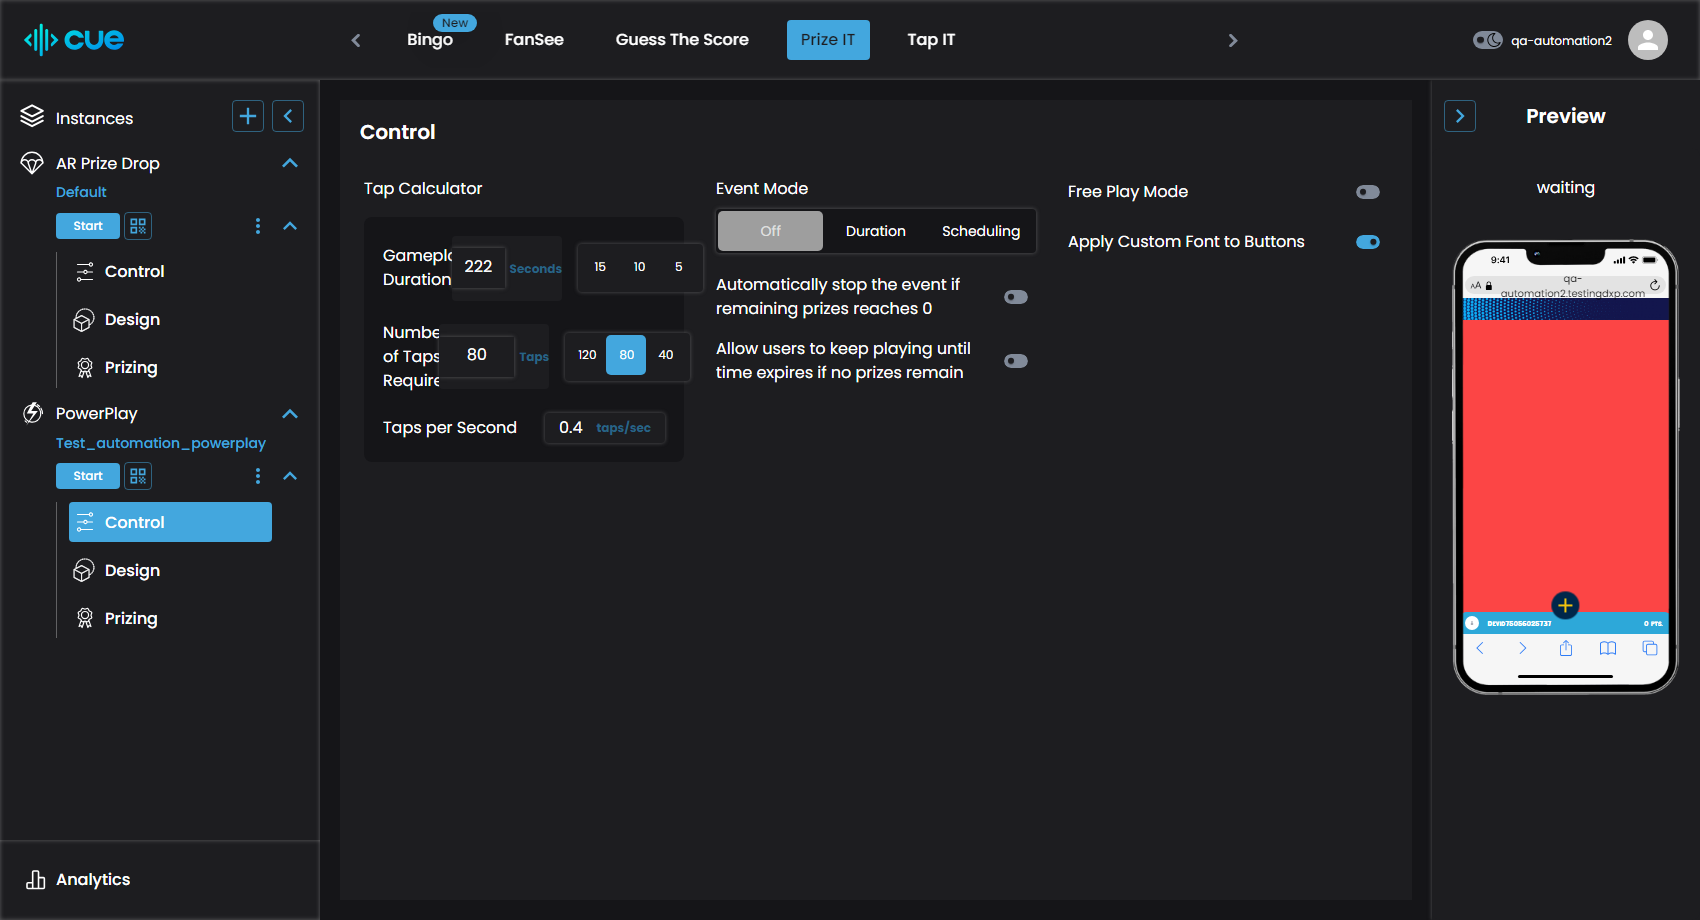 cue
New
Bingo
FanSee
Guess The Score
Prize IT
Tap IT
qa-automation2
Instances
AR Prize Drop
Default
Start
Control
Design
Prizing
PowerPlay
Test_automation_powerplay
Start
Control
Design
Prizing
Analytics
Control
Tap Calculator
Gamepla
Duration
222 Seconds
15 10 5
Numbe
of Taps
Require
80 Taps
120 80 40
Taps per Second
0.4 taps/sec
Event Mode
Off Duration Scheduling
Automatically stop the event if
remaining prizes reaches 0
Allow users to keep playing until
time expires if no prizes remain
Free Play Mode
Apply Custom Font to Buttons
Preview
waiting
9:41
AA
qa-
automation2.testingdxp.com
0 PTS.